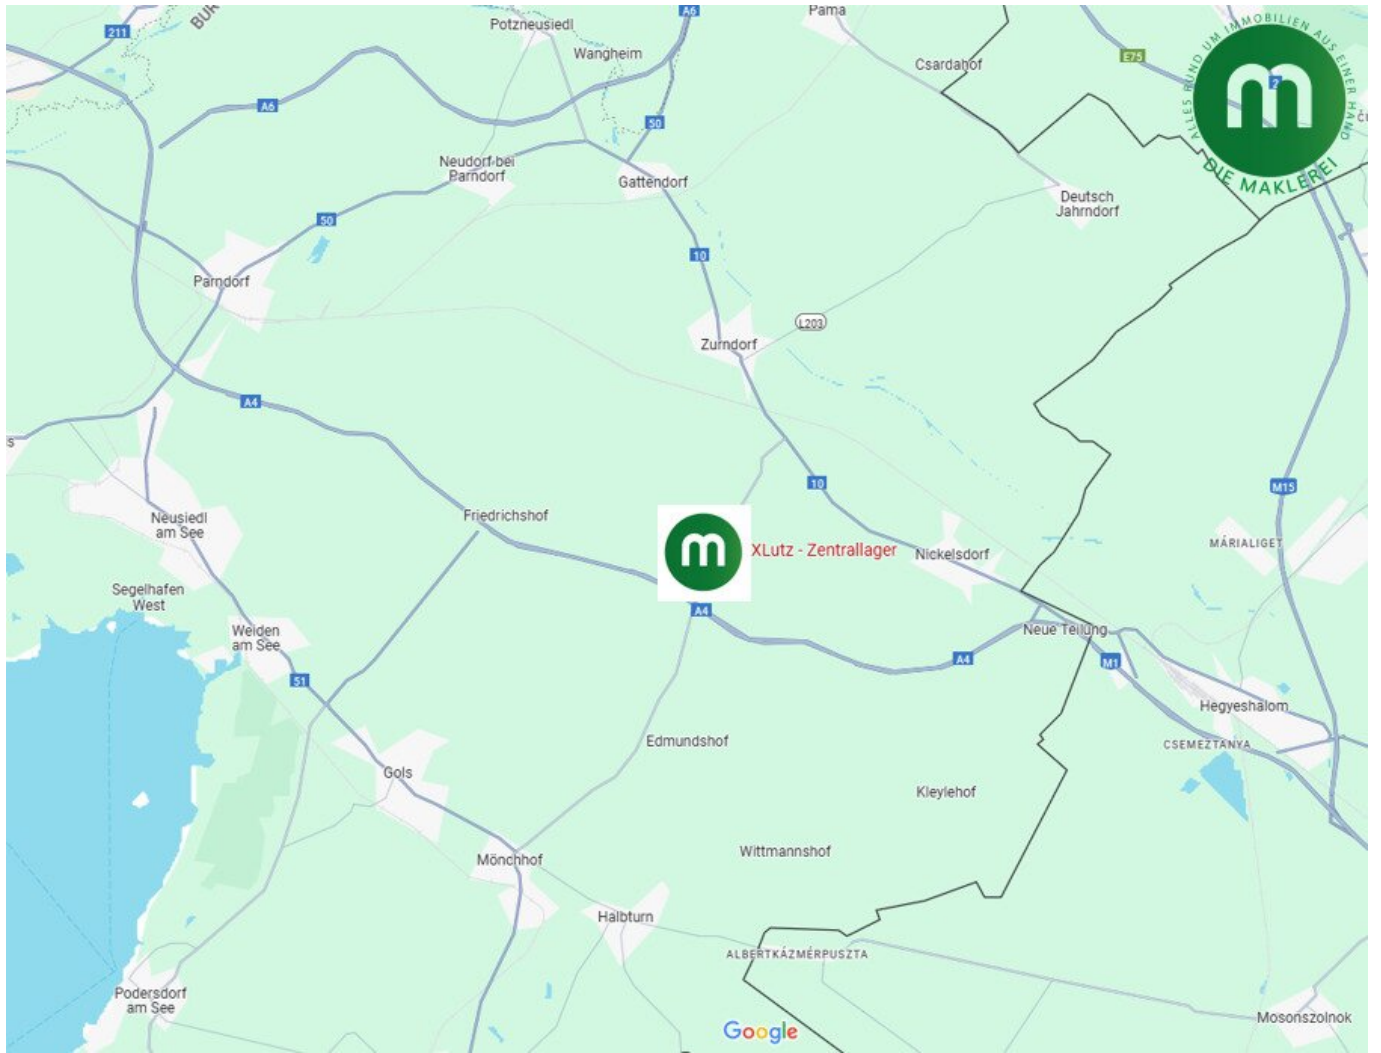 211
BUR
Potzneusiedl
A6
Pama
Wangheim
Csardahof
E75
ALLES RUND UM IMMOBILIEN AUS EINER HAND
m
2
DIE MAKLEREI
A6
50
Neudorf bei
Parndorf
Gattendorf
Deutsch
Jahrndorf
50
10
Parndorf
L203
Zurndorf
A4
s
10
M15
Neusiedl
am See
Friedrichshof
m
XLutz - Zentrallager
Nickelsdorf
MÁRIALIGET
Segelhafen
West
A4
Weiden
am See
Neue Teilung
A4
M1
51
Hegyeshalom
Edmundshof
CSEMEZTANYA
Gols
Kleylehof
Mönchhof
Wittmannshof
Halbturn
ALBERTKÁZMÉRPUSZTA
Podersdorf
am See
Mosonszolnok
Google